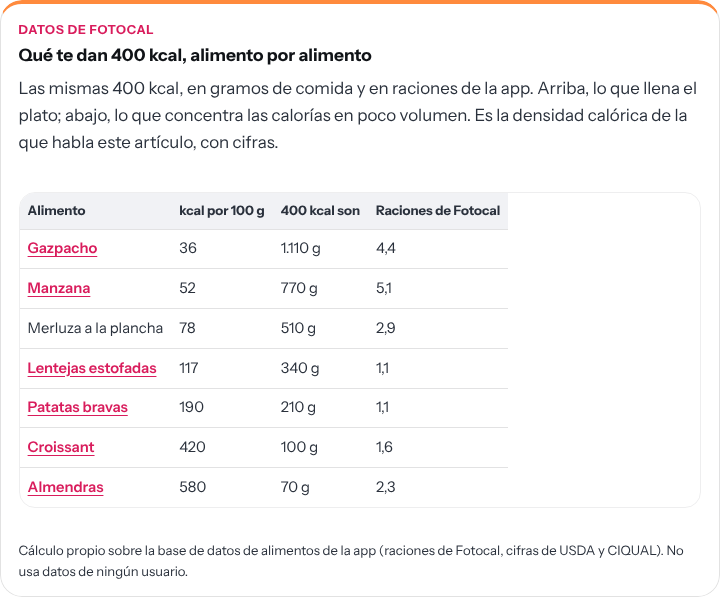 DATOS DE FOTOCAL
Qué te dan 400 kcal, alimento por alimento
Las mismas 400 kcal, en gramos de comida y en raciones de la app. Arriba, lo que llena el
plato; abajo, lo que concentra las calorías en poco volumen. Es la densidad calórica de la
que habla este artículo, con cifras.
Alimento kcal por 100 g 400 kcal son Raciones de Fotocal
Gazpacho 36 1.110 g 4,4
Manzana 52 770 g 5,1
Merluza a la plancha 78 510 g 2,9
Lentejas estofadas 117 340 g 1,1
Patatas bravas 190 210 g 1,1
Croissant 420 100 g 1,6
Almendras 580 70 g 2,3
Cálculo propio sobre la base de datos de alimentos de la app (raciones de Fotocal, cifras de USDA y CIQUAL). No
usa datos de ningún usuario.